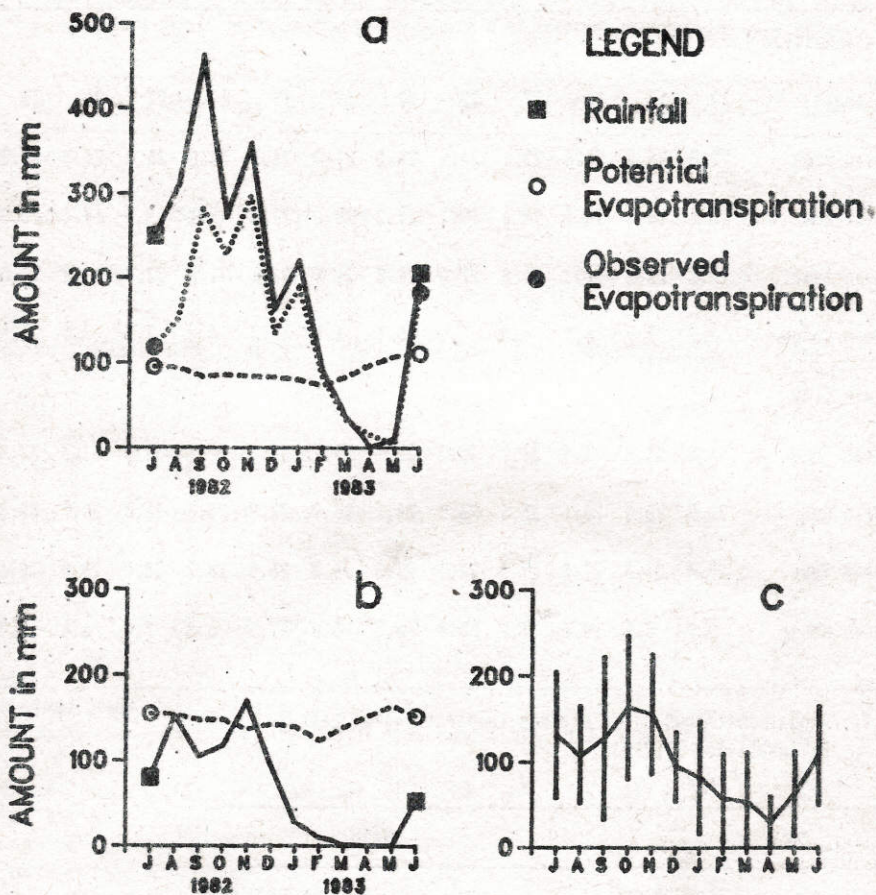 a
500
400
300
200
100
0
AMOUNT in mm
J A S O N D J F M A M J
1982 1983
LEGEND
Rainfall
Potential
Evapotranspiration
Observed
Evapotranspiration
b
300
200
100
0
AMOUNT in mm
J A S O N D J F M A M J
1982 1983
c
300
200
100
0
J A S O N D J F M A M J